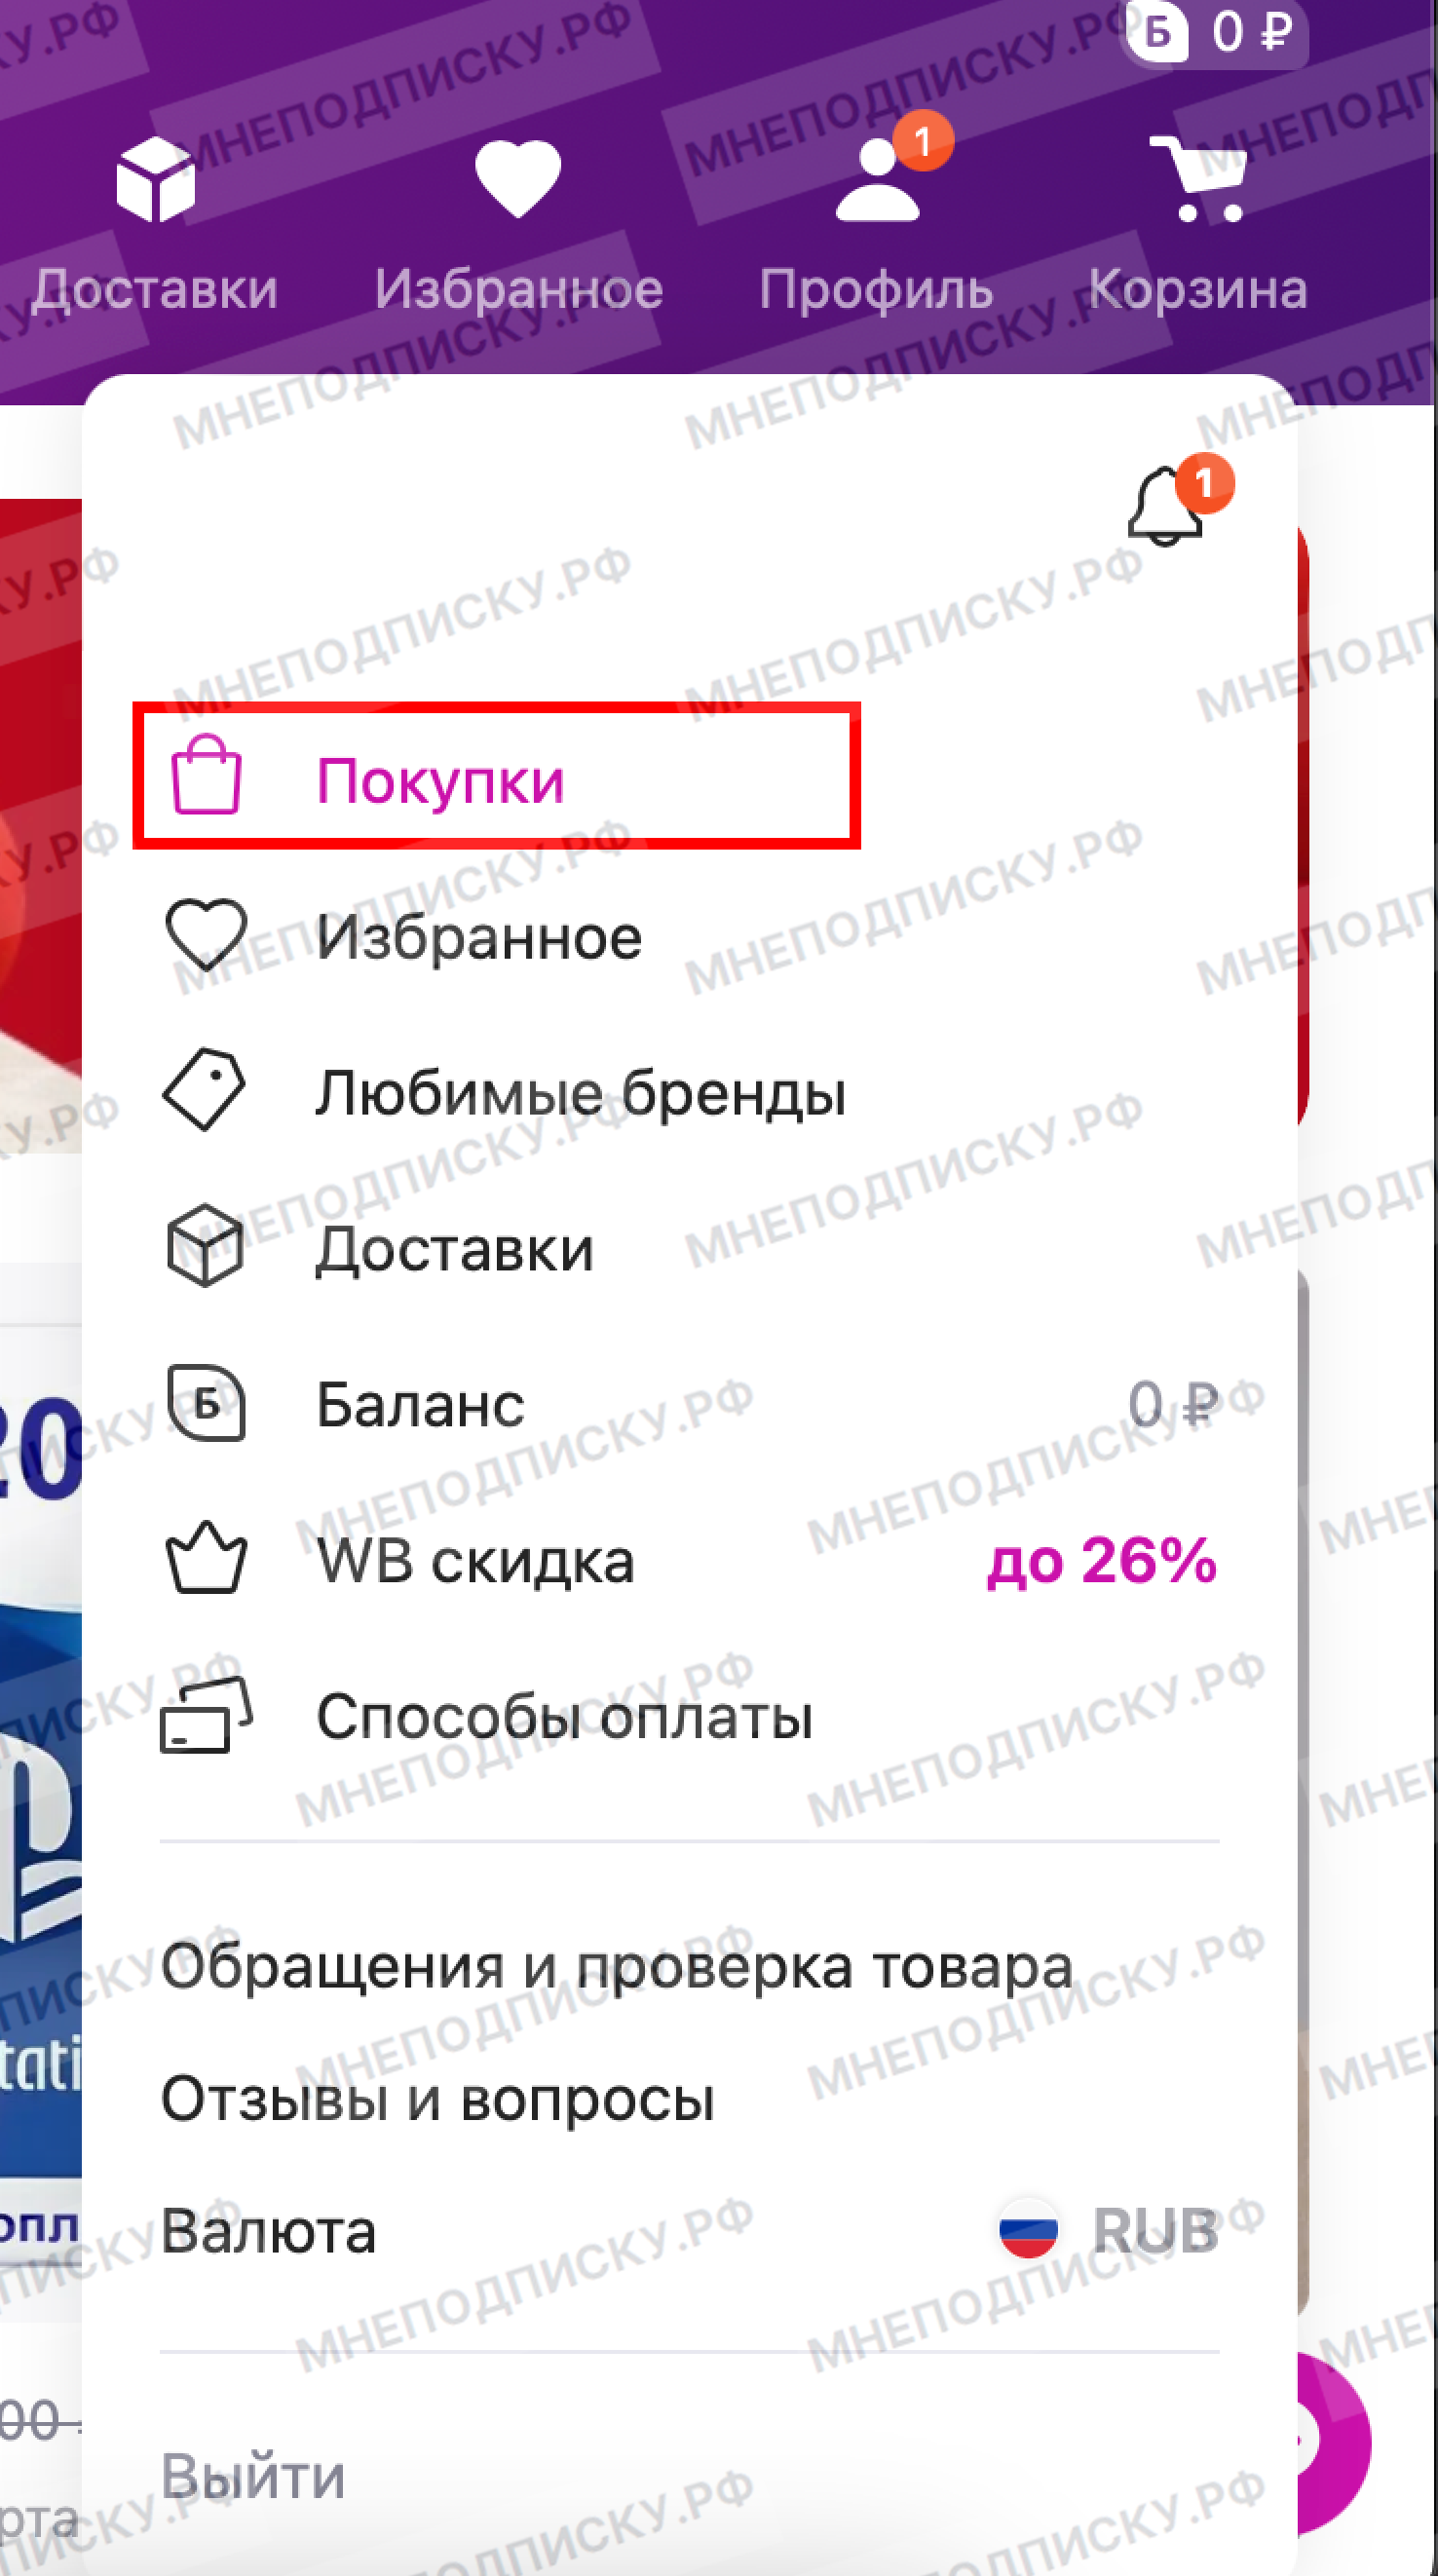 Б 0 ₽
1
Доставки Избранное Профиль Корзина
1
Покупки
Избранное
Любимые бренды
Доставки
Б Баланс 0 ₽
WB скидка до 26%
Способы оплаты
Обращения и проверка товара
Отзывы и вопросы
Валюта RUB
Выйти
МНЕПОДПИСКУ.РФ